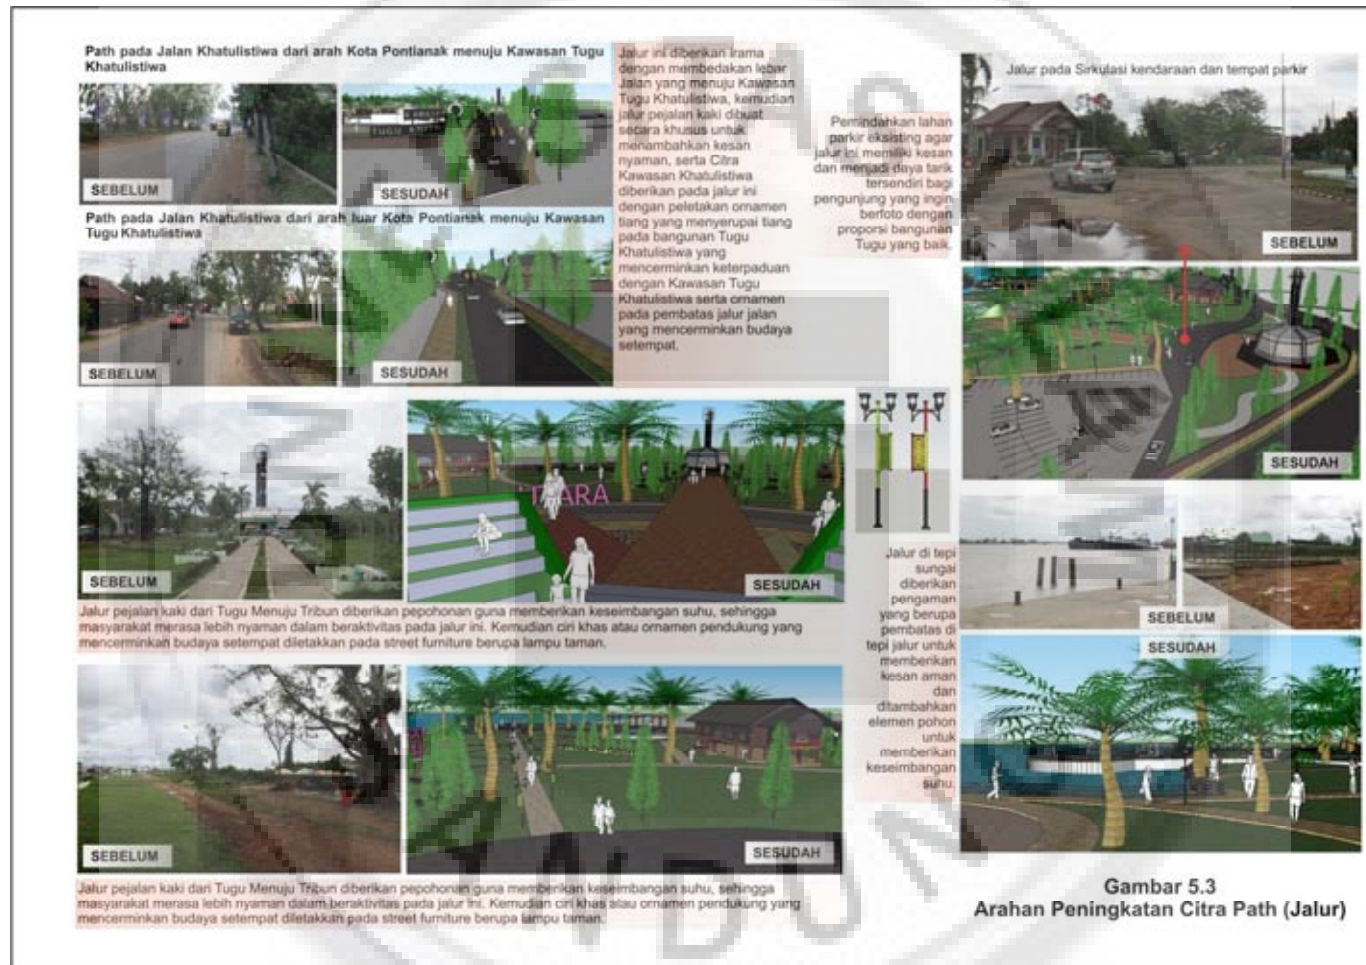 Path pada Jalan Khatulistiwa dari arah Kota Pontianak menuju Kawasan Tugu
Khatulistiwa
SEBELUM
TUGU
SESUDAH
Path pada Jalan Khatulistiwa dari arah luar Kota Pontianak menuju Kawasan
Tugu Khatulistiwa
SEBELUM
SESUDAH
Jalur ini diberikan Irama
dengan membedakan lebar
Jalan yang menuju Kawasan
Tugu Khatulistiwa, kemudian
jalur pejalan kaki dibuat
secara khusus untuk
menambahkan kesan
nyaman, serta Citra
Kawasan Khatulistiwa
diberikan pada jalur ini
dengan peletakan ornamen
tiang yang menyerupai tiang
pada bangunan Tugu
Khatulistiwa yang
mencerminkan keterpaduan
dengan Kawasan Tugu
Khatulistiwa serta ornamen
pada pembatas jalur jalan
yang mencerminkan budaya
setempat.
Pemindahkan lahan
parkir eksisting agar
jalur ini memiliki kesan
dan menjadi daya tarik
tersendiri bagi
pengunjung yang ingin
berfoto dengan
proporsi bangunan
Tugu yang baik.
Jalur pada Sirkulasi kendaraan dan tempat parkir
SEBELUM
SESUDAH
SEBELUM
SESUDAH
Jalur pejalan kaki dari Tugu Menuju Tribun diberikan pepohonan guna memberikan keseimbangan suhu, sehingga
masyarakat merasa lebih nyaman dalam beraktivitas pada jalur ini. Kemudian ciri khas atau ornamen pendukung yang
mencerminkan budaya setempat diletakkan pada street furniture berupa lampu taman.
SEBELUM
SESUDAH
Jalur pejalan kaki dari Tugu Menuju Tribun diberikan pepohonan guna memberikan keseimbangan suhu, sehingga
masyarakat merasa lebih nyaman dalam beraktivitas pada jalur ini. Kemudian ciri khas atau ornamen pendukung yang
mencerminkan budaya setempat diletakkan pada street furniture berupa lampu taman.
Jalur di tepi
sungai
diberikan
pengaman
yang berupa
pembatas di
tepi jalur untuk
memberikan
kesan aman
dan
ditambahkan
elemen pohon
untuk
memberikan
keseimbangan
suhu.
SEBELUM
SESUDAH
Gambar 5.3
Arahan Peningkatan Citra Path (Jalur)